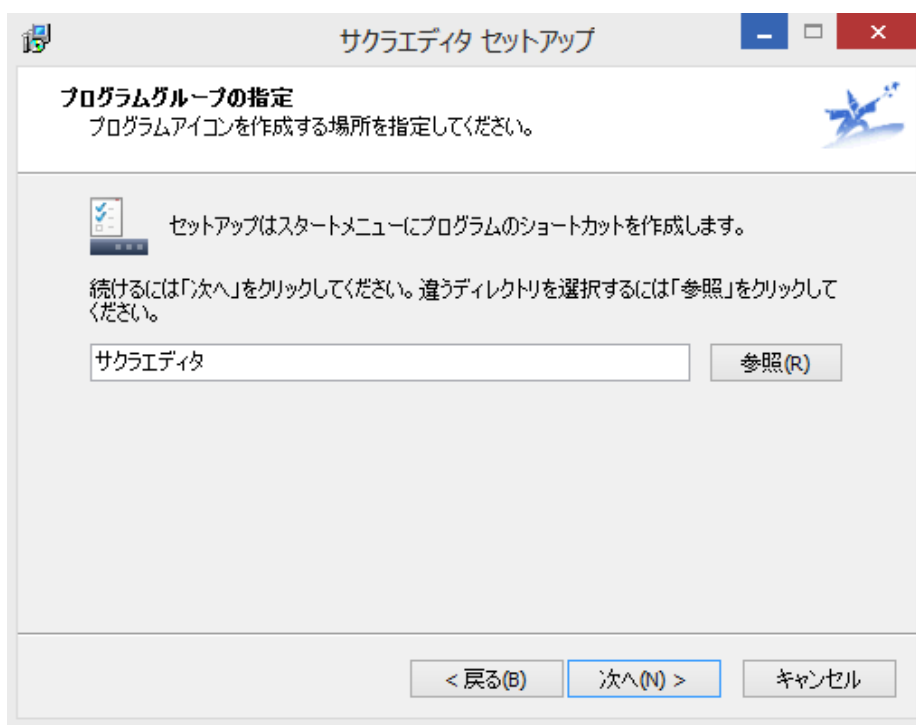 サクラエディタ セットアップ
プログラムグループの指定
プログラムアイコンを作成する場所を指定してください。
セットアップはスタートメニューにプログラムのショートカットを作成します。
続けるには「次へ」をクリックしてください。違うディレクトリを選択するには「参照」をクリックして
ください。
サクラエディタ
参照(R)
< 戻る(B)
次へ(N) >
キャンセル